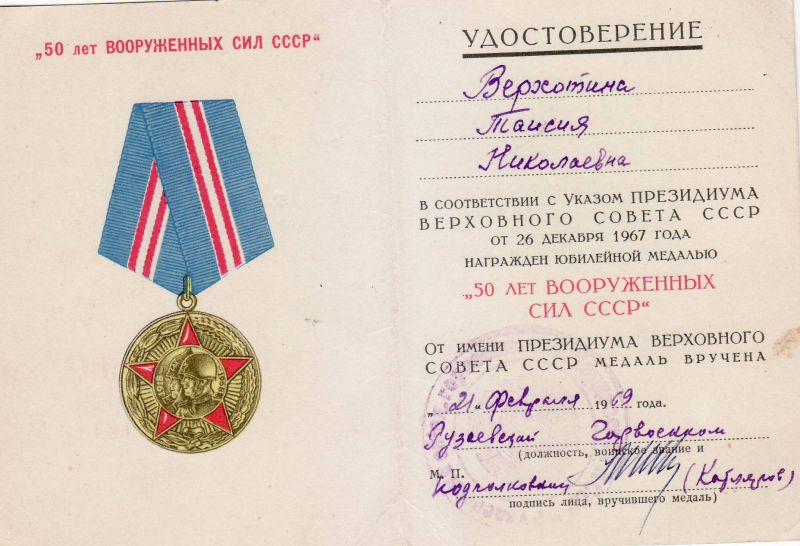 „50 лет ВООРУЖЕННЫХ СИЛ СССР“
УДОСТОВЕРЕНИЕ
Верхотина
Таисия
Николаевна
В СООТВЕТСТВИИ С УКАЗОМ ПРЕЗИДИУМА
ВЕРХОВНОГО СОВЕТА СССР
ОТ 26 ДЕКАБРЯ 1967 ГОДА
НАГРАЖДЕН ЮБИЛЕЙНОЙ МЕДАЛЬЮ
„50 ЛЕТ ВООРУЖЕННЫХ
СИЛ СССР“
ОТ ИМЕНИ ПРЕЗИДИУМА ВЕРХОВНОГО
СОВЕТА СССР МЕДАЛЬ ВРУЧЕНА
„21“ февраля 1969 года.
Рузаевский Горвоенком
(должность, воинское звание и
М. П.
подполковник
подпись лица, вручившего медаль)